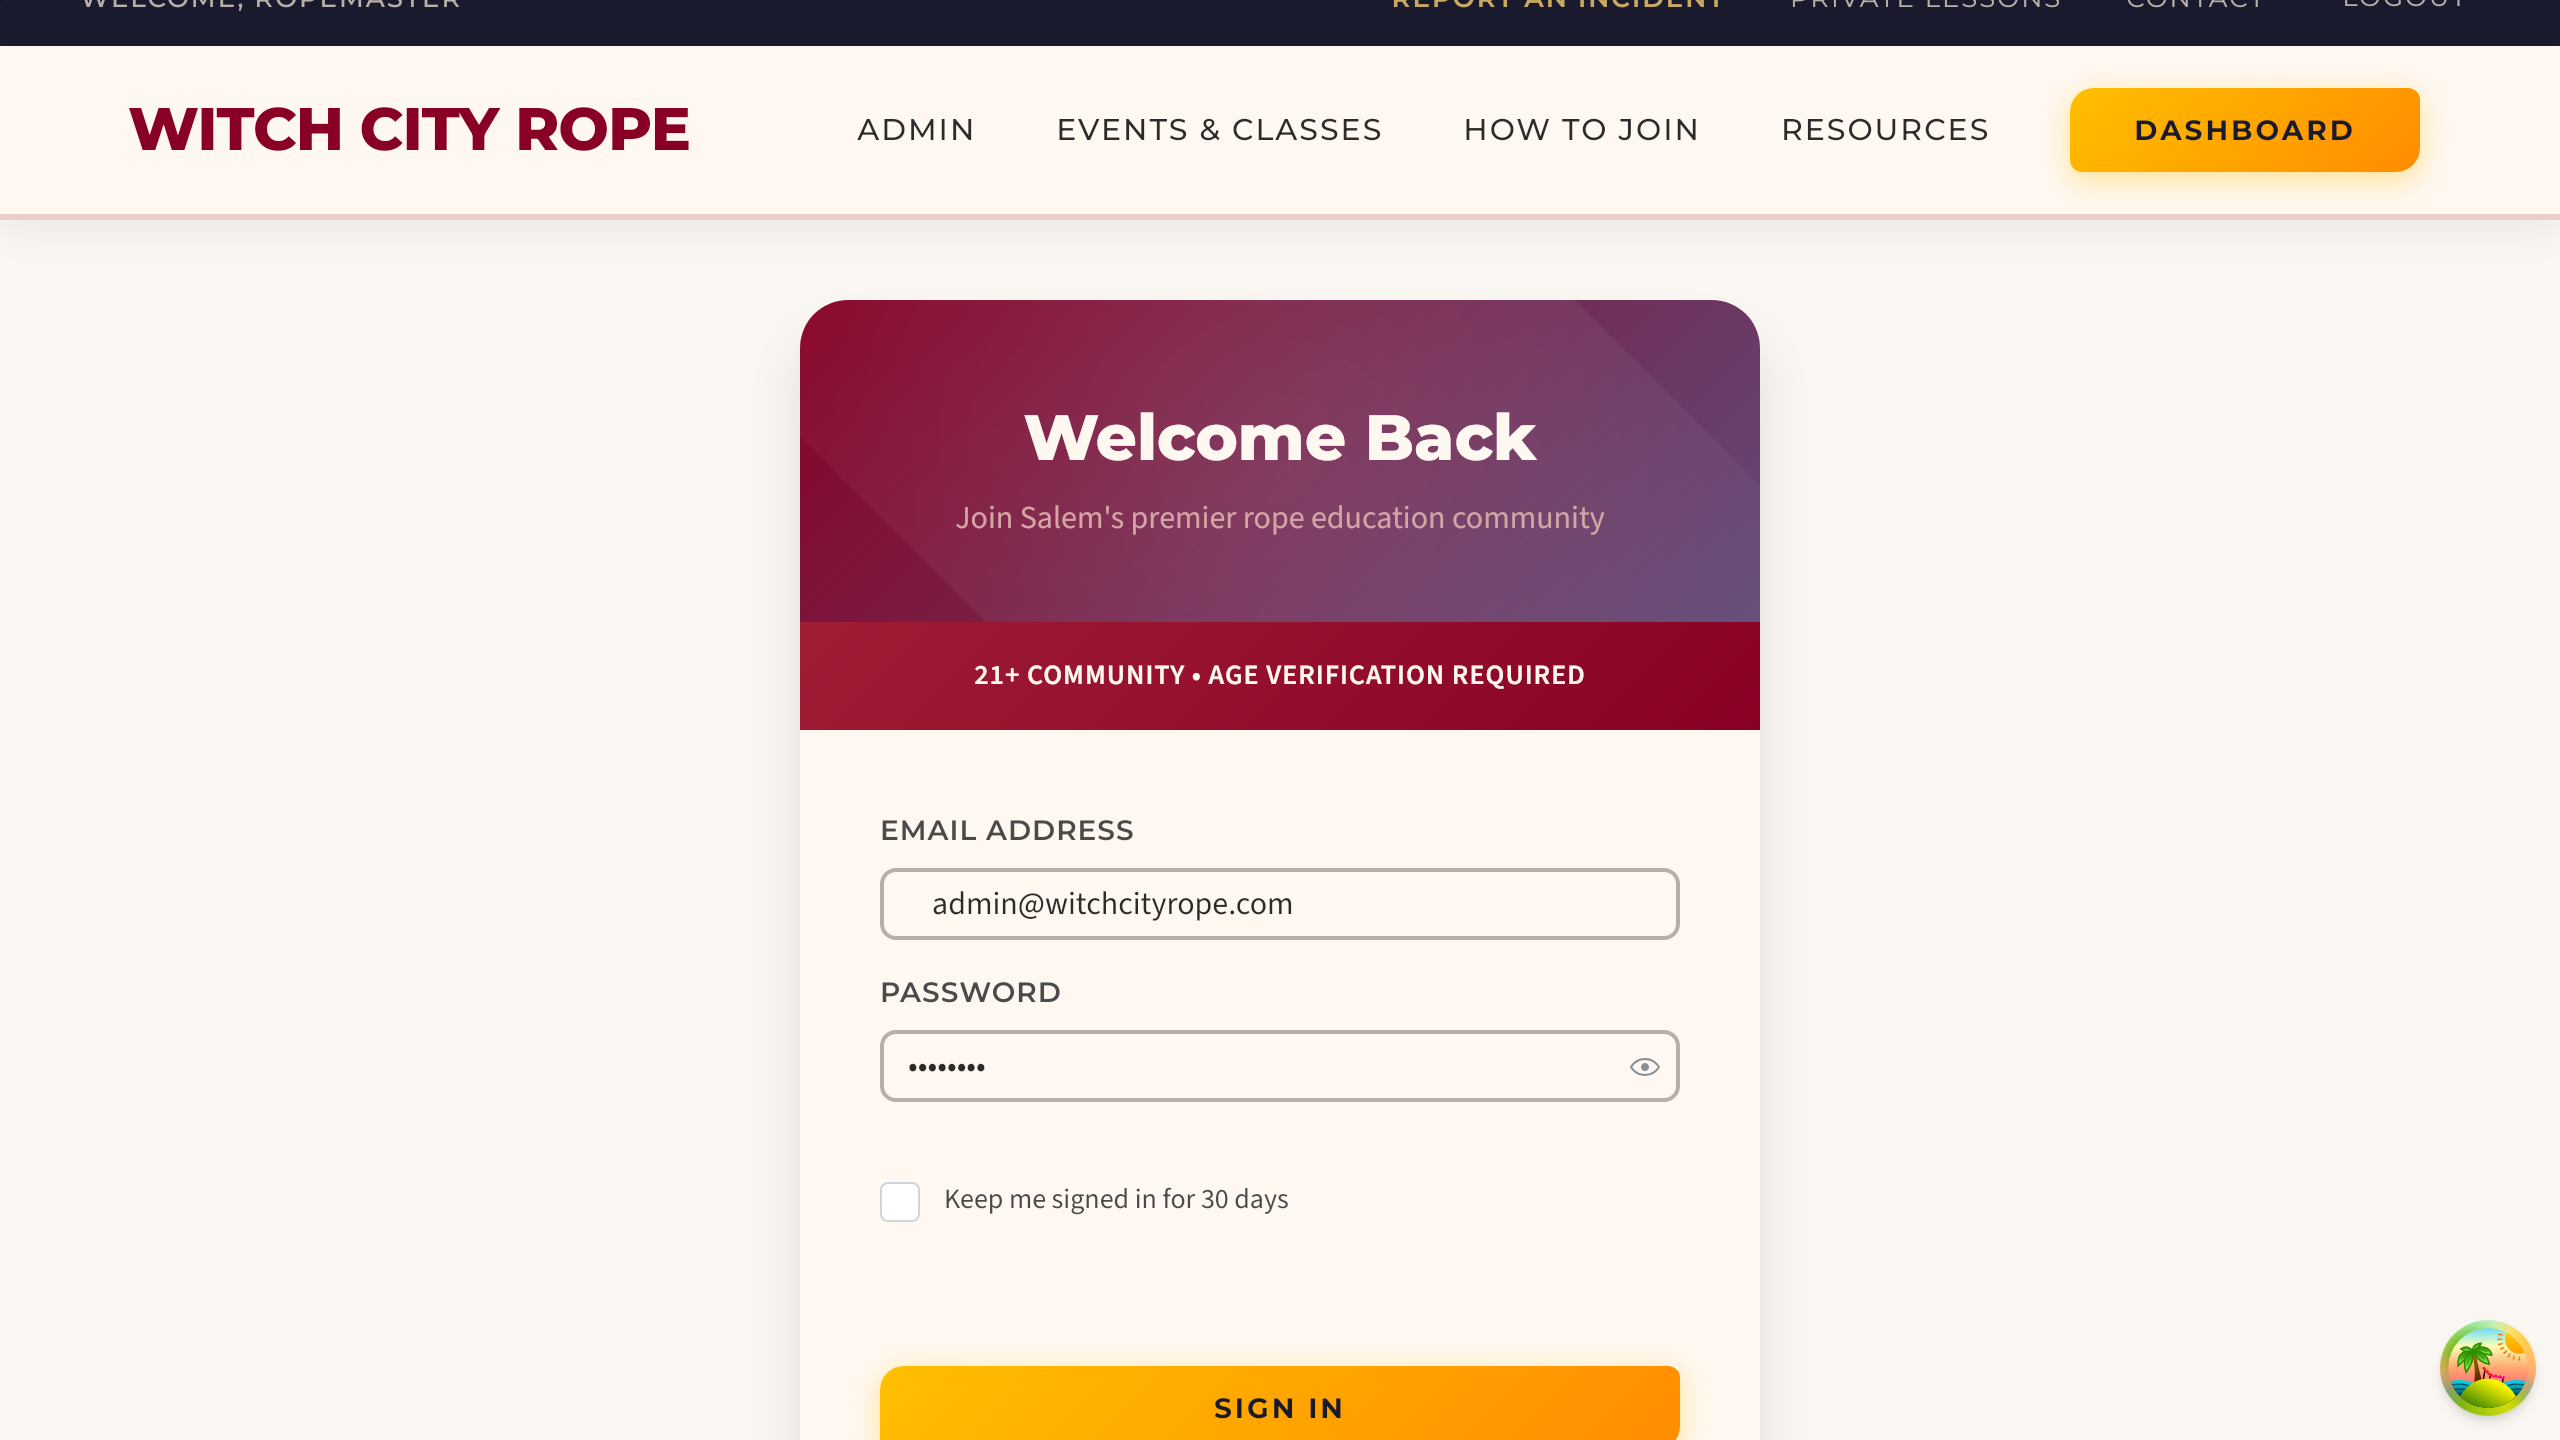 WELCOME, ROPEMASTER
REPORT AN INCIDENT
PRIVATE LESSONS
CONTACT
LOGOUT
WITCH CITY ROPE
ADMIN
EVENTS & CLASSES
HOW TO JOIN
RESOURCES
DASHBOARD
Welcome Back
Join Salem's premier rope education community
21+ COMMUNITY • AGE VERIFICATION REQUIRED
EMAIL ADDRESS
admin@witchcityrope.com
PASSWORD
••••••••
Keep me signed in for 30 days
SIGN IN